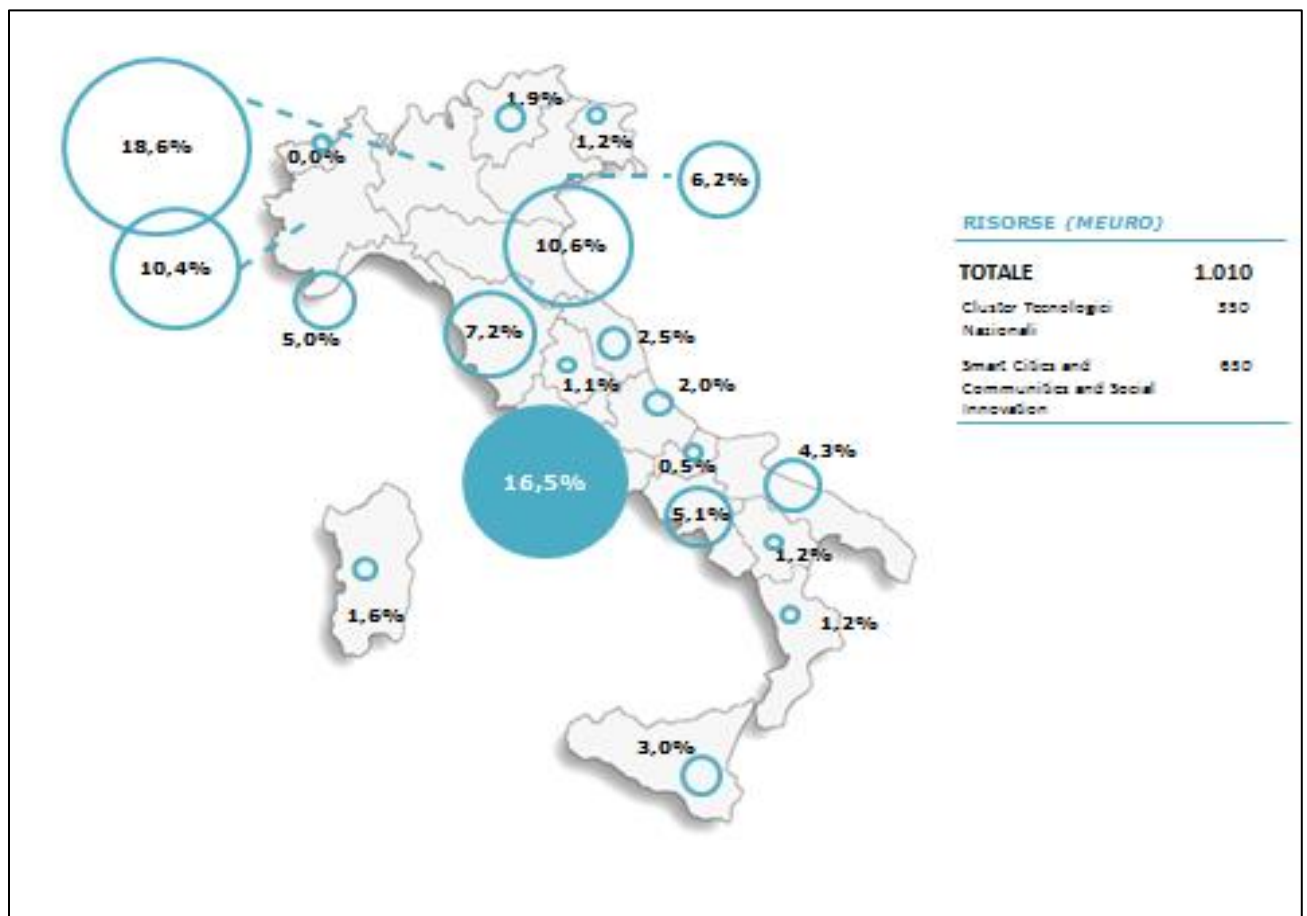 1.9%
18,6%
0,0%
1,2%
6,2%
10,6%
10,4%
5,0%
7,2%
2,5%
1,1%
2,0%
0,5%
4,3%
16,5%
5,1%
1,2%
1,6%
1,2%
3,0%
RISORSE (MEURO)
TOTALE 1.010
Cluster Tecnologici
Nazionali
Smart Cities and
Communities and Social
Innovation